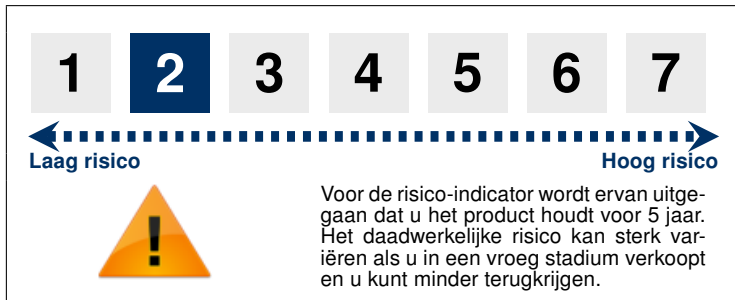 1 2 3 4 5 6 7
Laag risico Hoog risico
!
Voor de risico-indicator wordt ervan uitge-
gaan dat u het product houdt voor 5 jaar.
Het daadwerkelijke risico kan sterk var-
iëren als u in een vroeg stadium verkoopt
en u kunt minder terugkrijgen.